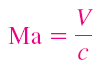 Ma = V/c